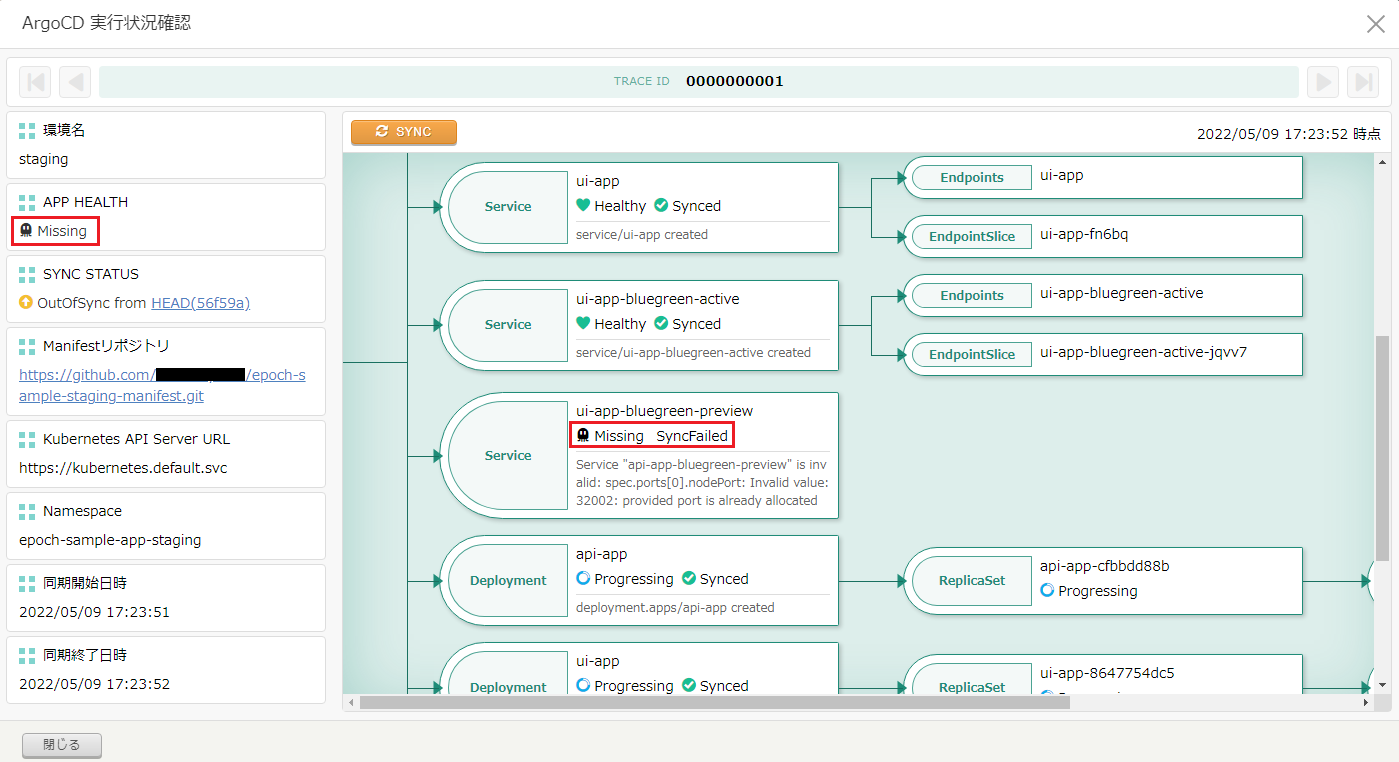 ArgoCD 実行状況確認
TRACE ID 0000000001
環境名
staging
APP HEALTH
Missing
SYNC STATUS
OutOfSync from HEAD(56f59a)
Manifestリポジトリ
https://github.com/ /epoch-s
ample-staging-manifest.git
Kubernetes API Server URL
https://kubernetes.default.svc
Namespace
epoch-sample-app-staging
同期開始日時
2022/05/09 17:23:51
同期終了日時
2022/05/09 17:23:52
SYNC
2022/05/09 17:23:52 時点
Service
ui-app
Healthy Synced
service/ui-app created
Endpoints
ui-app
EndpointSlice
ui-app-fn6bq
Service
ui-app-bluegreen-active
Healthy Synced
service/ui-app-bluegreen-active created
Endpoints
ui-app-bluegreen-active
EndpointSlice
ui-app-bluegreen-active-jqvv7
Service
ui-app-bluegreen-preview
Missing SyncFailed
Service "api-app-bluegreen-preview" is inv
alid: spec.ports[0].nodePort: Invalid value:
32002: provided port is already allocated
Deployment
api-app
Progressing Synced
deployment.apps/api-app created
ReplicaSet
api-app-cfbbdd88b
Progressing
Deployment
ui-app
Progressing Synced
ReplicaSet
ui-app-8647754dc5
閉じる